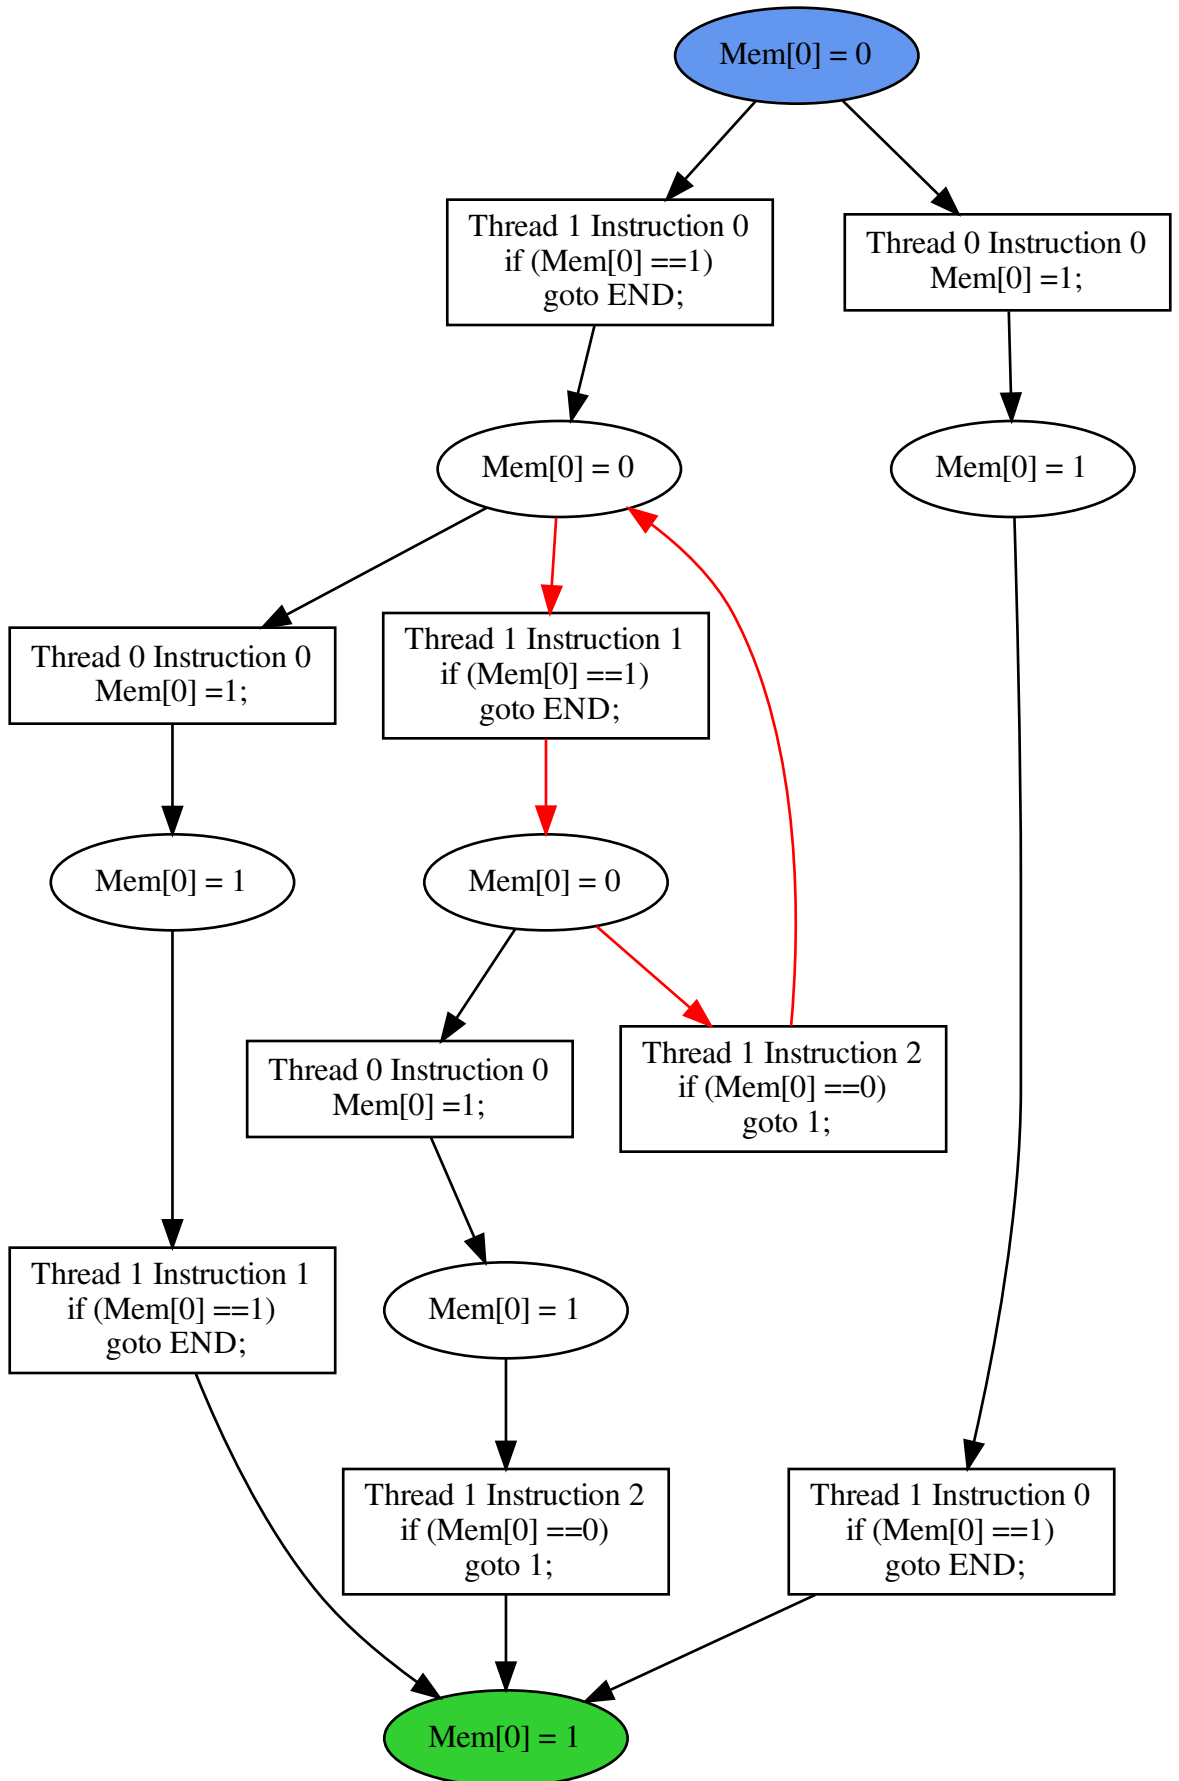 Mem[0] = 0
Thread 1 Instruction 0
if (Mem[0] ==1)
goto END;
Thread 0 Instruction 0
Mem[0] =1;
Mem[0] = 0
Mem[0] = 1
Thread 0 Instruction 0
Mem[0] =1;
Thread 1 Instruction 1
if (Mem[0] ==1)
goto END;
Mem[0] = 1
Mem[0] = 0
Thread 0 Instruction 0
Mem[0] =1;
Thread 1 Instruction 2
if (Mem[0] ==0)
goto 1;
Thread 1 Instruction 1
if (Mem[0] ==1)
goto END;
Mem[0] = 1
Thread 1 Instruction 2
if (Mem[0] ==0)
goto 1;
Thread 1 Instruction 0
if (Mem[0] ==1)
goto END;
Mem[0] = 1